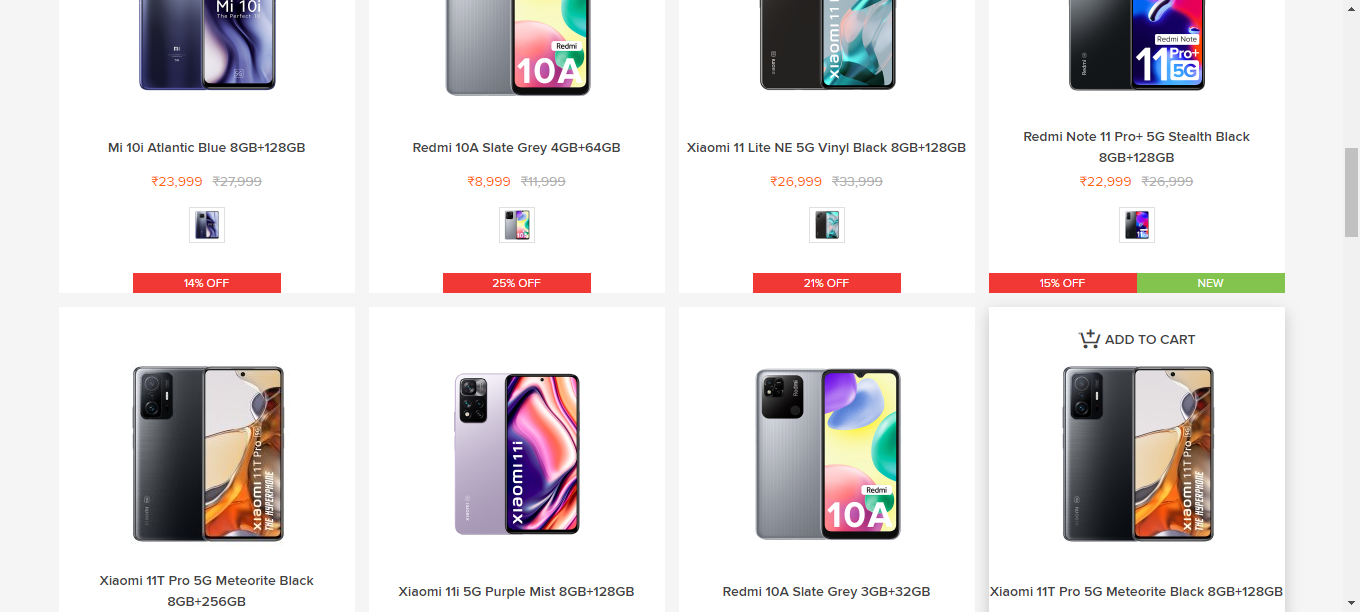 Mi 10i
The Perfect 10
Redmi
10A
Xiaomi 11
Redmi Note
11 Pro+
5G
Mi 10i Atlantic Blue 8GB+128GB
Redmi 10A Slate Grey 4GB+64GB
Xiaomi 11 Lite NE 5G Vinyl Black 8GB+128GB
Redmi Note 11 Pro+ 5G Stealth Black
8GB+128GB
₹23,999 ₹27,999
₹8,999 ₹11,999
₹26,999 ₹33,999
₹22,999 ₹26,999
14% OFF
25% OFF
21% OFF
15% OFF
NEW
ADD TO CART
Xiaomi 11T Pro 5G
THE HYPERPHONE
Xiaomi 11i
Redmi
10A
Xiaomi 11T Pro 5G
THE HYPERPHONE
Xiaomi 11T Pro 5G Meteorite Black
8GB+256GB
Xiaomi 11i 5G Purple Mist 8GB+128GB
Redmi 10A Slate Grey 3GB+32GB
Xiaomi 11T Pro 5G Meteorite Black 8GB+128GB